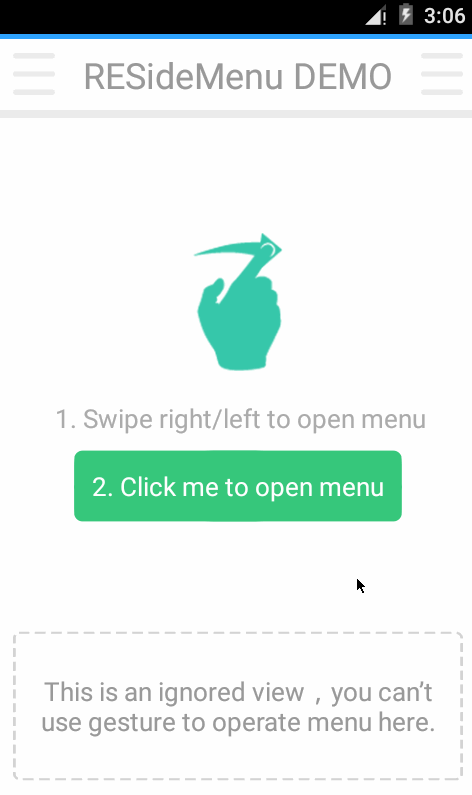 3:06
RESideMenu DEMO
1. Swipe right/left to open menu
2. Click me to open menu
This is an ignored view , you can't
use gesture to operate menu here.